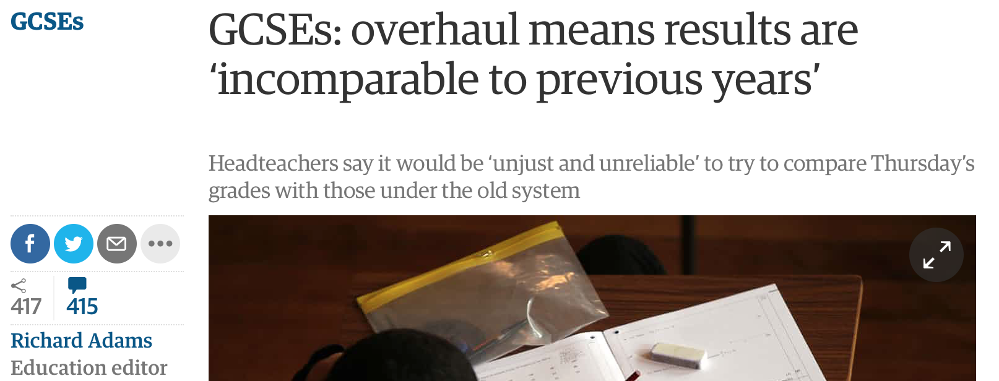 GCSEs
GCSEs: overhaul means results are
‘incomparable to previous years’
Headteachers say it would be ‘unjust and unreliable’ to try to compare Thursday’s
grades with those under the old system
417
415
Richard Adams
Education editor